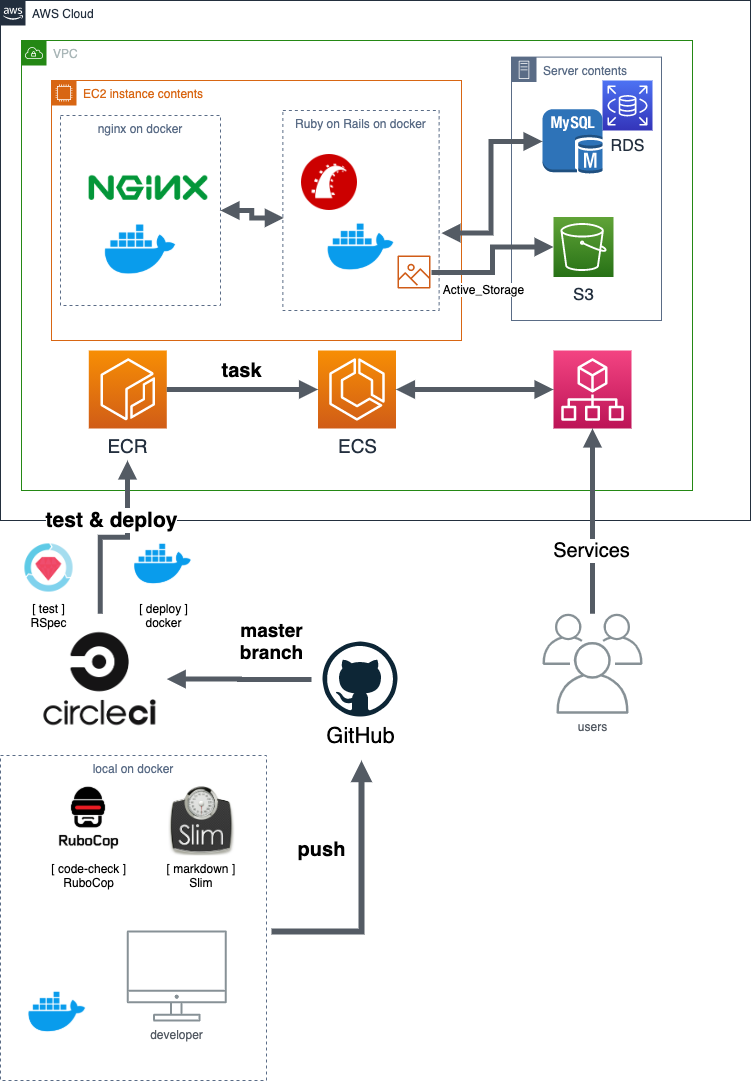 aws
AWS Cloud
VPC
EC2 instance contents
nginx on docker
NGiNX
Ruby on Rails on docker
Active_Storage
Server contents
MySQL
M
RDS
S3
ECR
task
ECS
test & deploy
[ test ]
RSpec
[ deploy ]
docker
circleci
master
branch
GitHub
Services
users
local on docker
RuboCop
[ code-check ]
RuboCop
Slim
[ markdown ]
Slim
push
developer